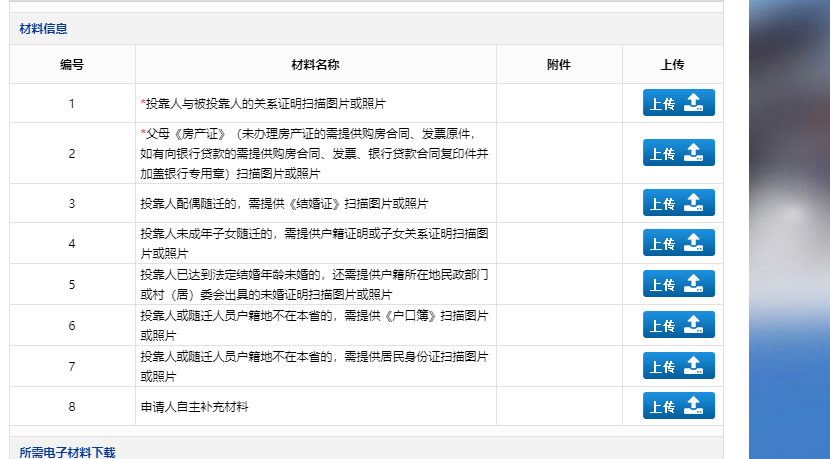 材料信息
编号 材料名称 附件 上传
1 *投靠人与被投靠人的关系证明扫描图片或照片 上传
*父母《房产证》（未办理房产证的需提供购房合同、发票原件，
2 如有向银行贷款的需提供购房合同、发票、银行贷款合同复印件并 上传
加盖银行专用章）扫描图片或照片
3 投靠人配偶随迁的，需提供《结婚证》扫描图片或照片 上传
投靠人未成年子女随迁的，需提供户籍证明或子女关系证明扫描图
4 片或照片 上传
投靠人已达到法定结婚年龄未婚的，还需提供户籍所在地民政部门
5 或村（居）委会出具的未婚证明扫描图片或照片 上传
投靠人或随迁人员户籍地不在本省的，需提供《户口簿》扫描图片
6 或照片 上传
投靠人或随迁人员户籍地不在本省的，需提供居民身份证扫描图片
7 或照片 上传
8 申请人自主补充材料 上传
所需电子材料下载